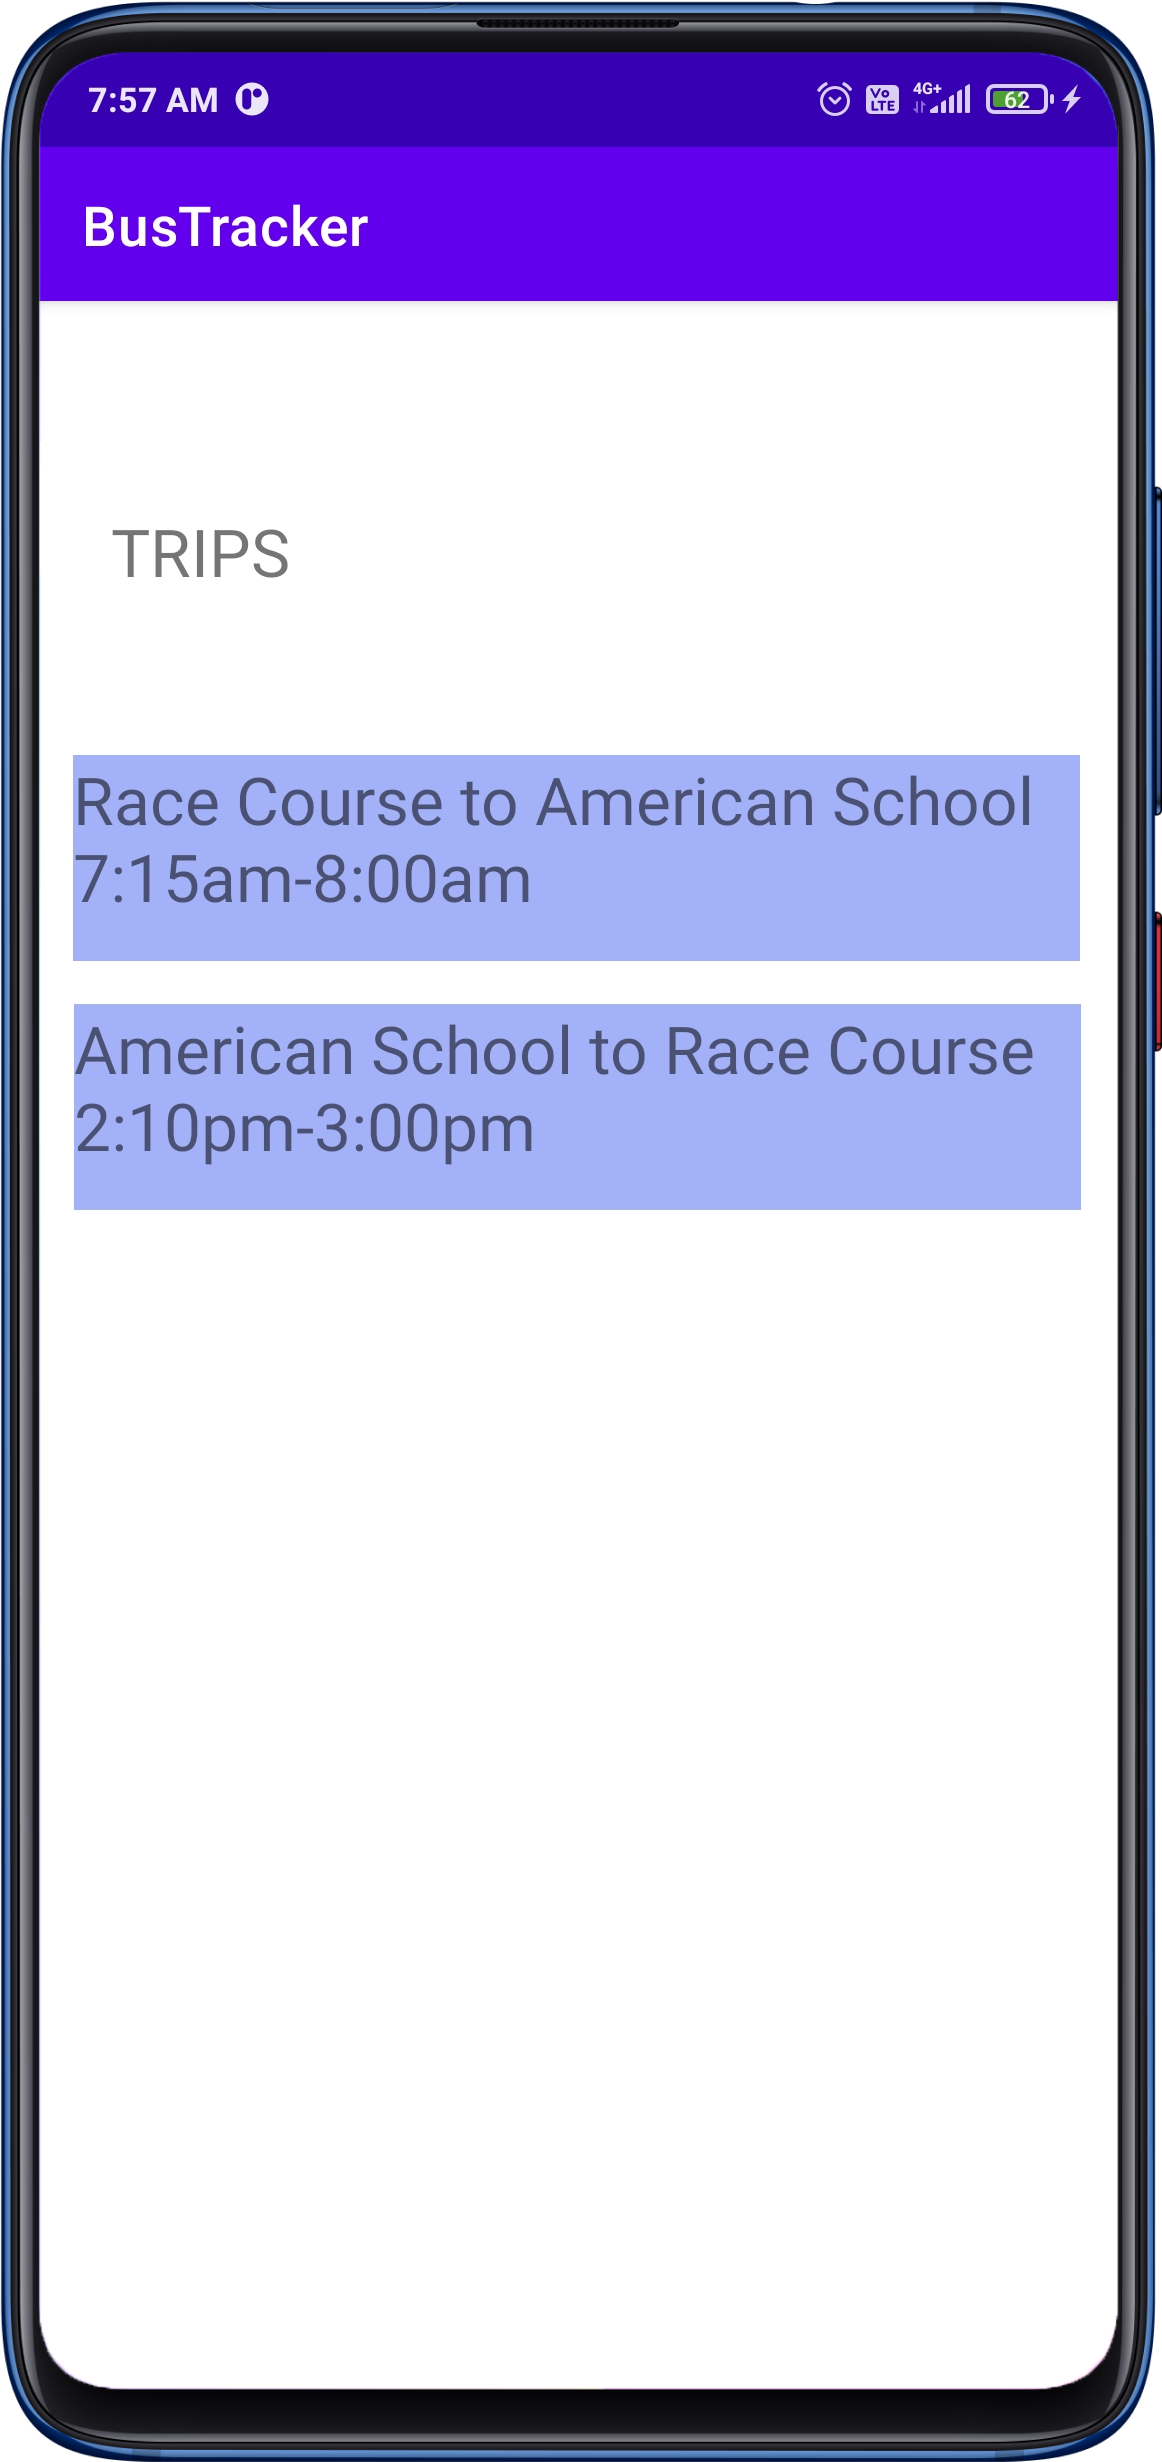 7:57 AM
Vo LTE 4G+ 62
BusTracker
TRIPS
Race Course to American School
7:15am-8:00am
American School to Race Course
2:10pm-3:00pm